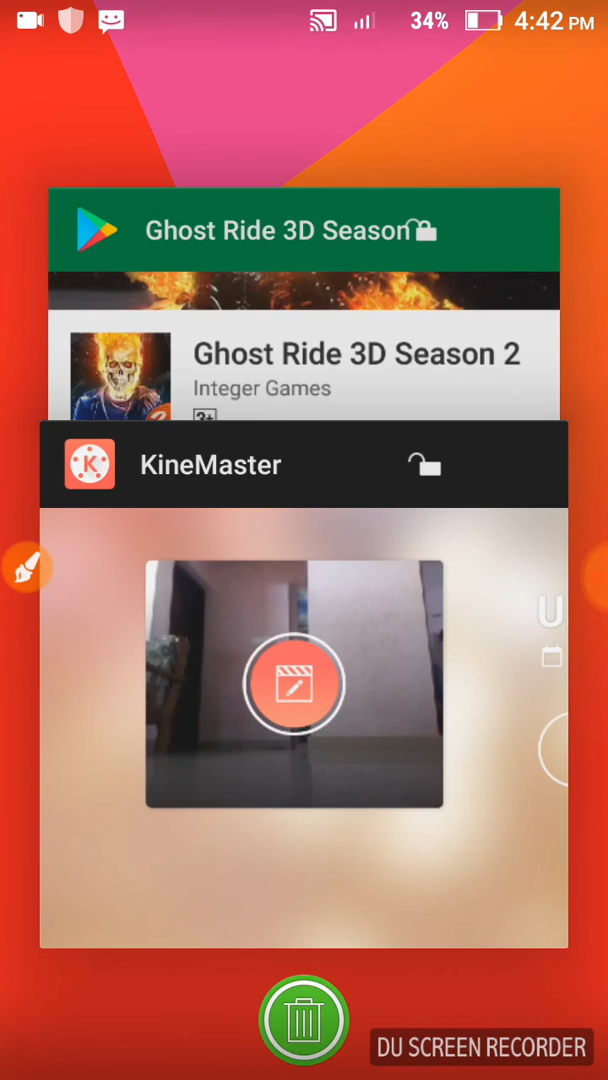 34% 4:42 PM
Ghost Ride 3D Season
Ghost Ride 3D Season 2
Integer Games
3+
K KineMaster
U
DU SCREEN RECORDER